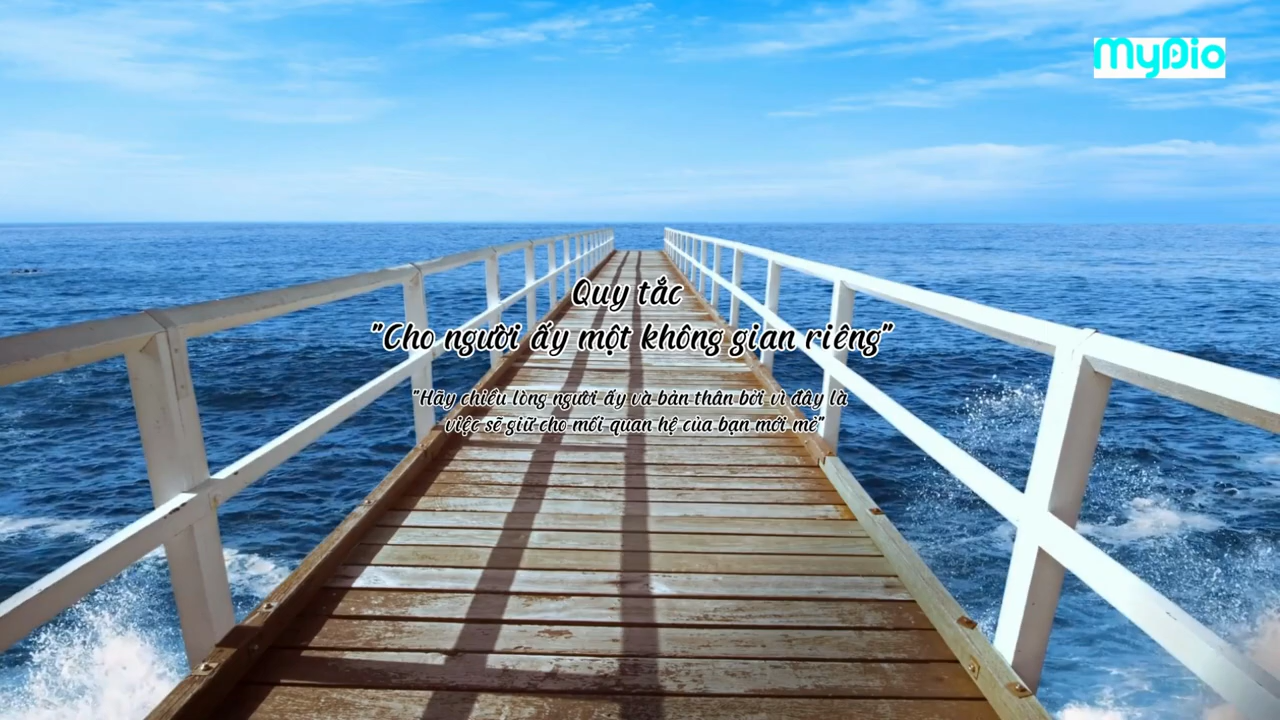 MyDio
Quy tắc
"Cho người ấy một không gian riêng"
"Hãy chiều lòng người ấy và bản thân bởi vì đây là
việc sẽ giữ cho mối quan hệ của bạn mới mẻ"